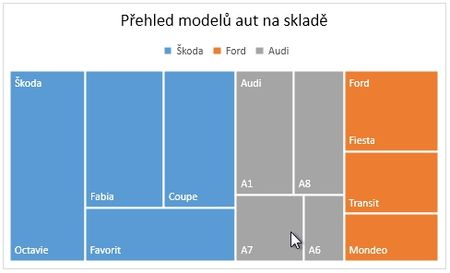 Přehled modelů aut na skladě
Škoda Ford Audi
Škoda Audi Ford
Fiesta
A1 A8
Fabia Coupe
Transit
Octavie Favorit A7 A6 Mondeo